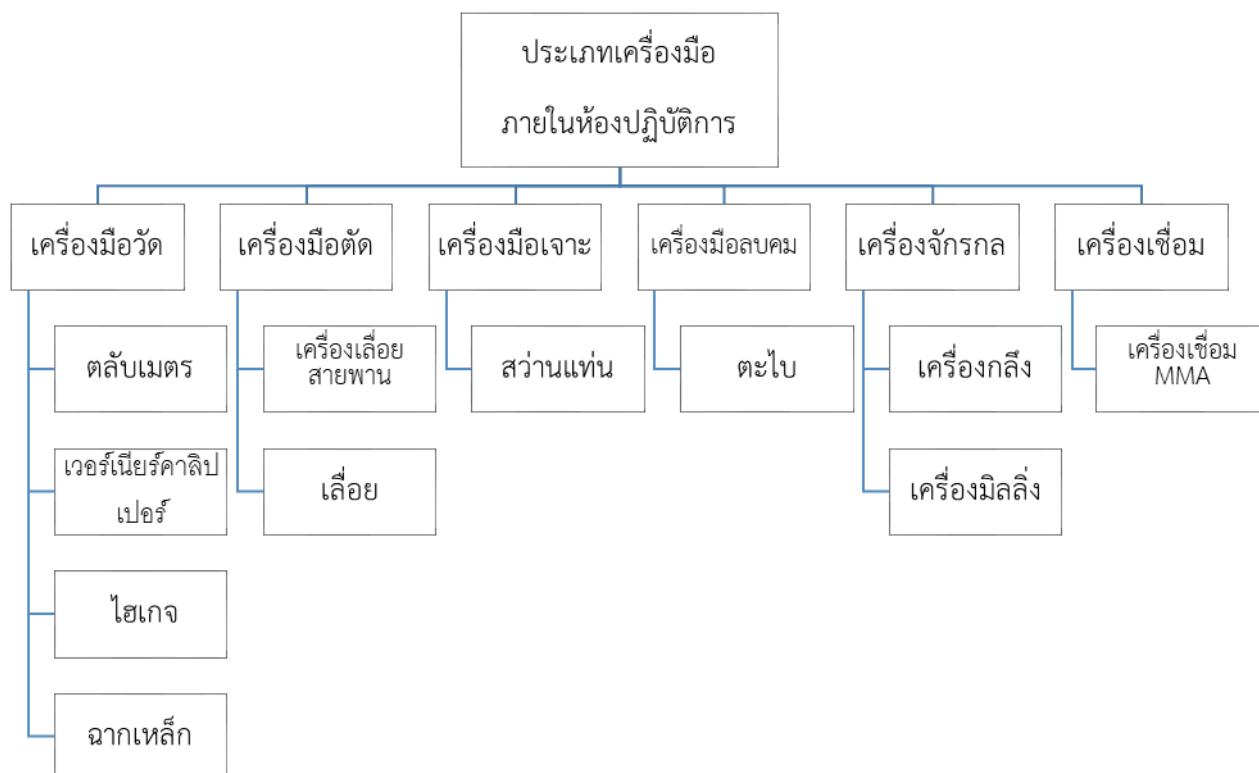 ประเภทเครื่องมือ
ภายในห้องปฏิบัติการ
เครื่องมือวัด
เครื่องมือตัด
เครื่องมือเจาะ
เครื่องมือลบคม
เครื่องจักรกล
เครื่องเชื่อม
ตลับเมตร
เครื่องเลื่อย
สายพาน
สว่านแท่น
ตะไบ
เครื่องกลึง
เครื่องเชื่อม
MMA
เวอร์เนียร์คาลิป
เปอร์
เลื่อย
เครื่องมิลลิ่ง
ไฮเกจ
ฉากเหล็ก